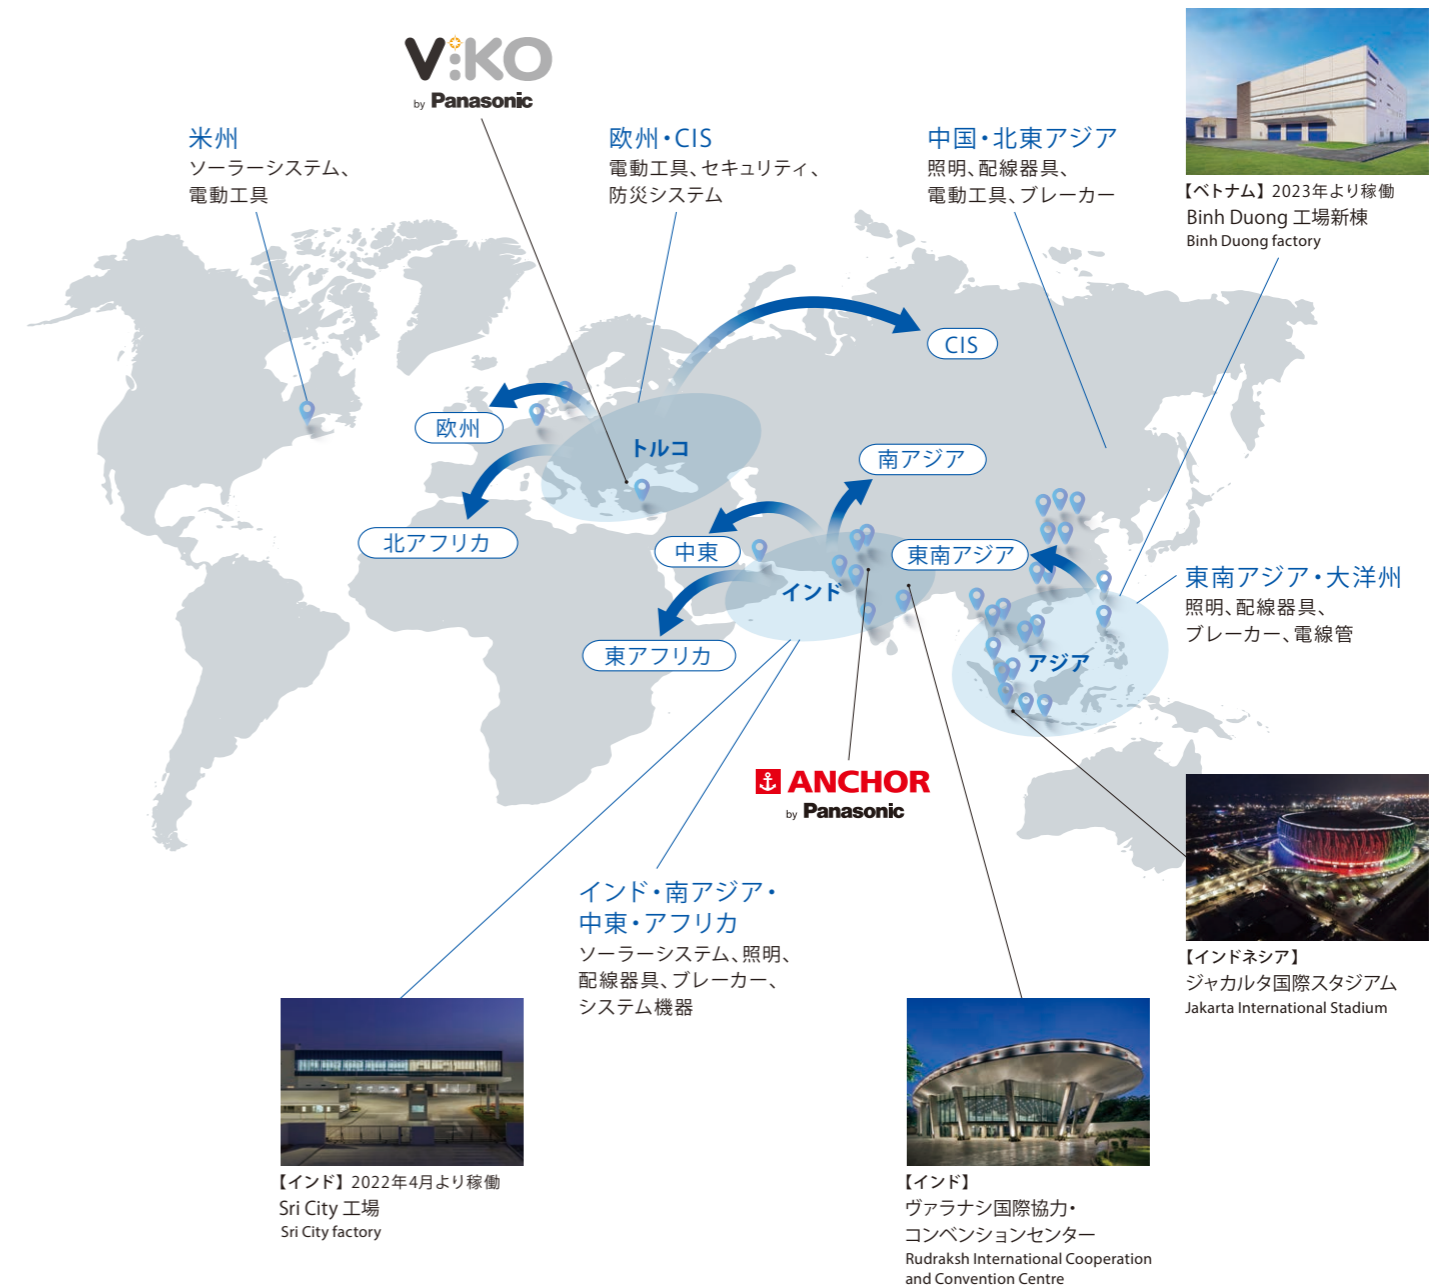 ViKO
by Panasonic
米州
ソーラーシステム、
電動工具
欧州・CIS
電動工具、セキュリティ、
防災システム
中国・北東アジア
照明、配線器具、
電動工具、ブレーカー
【ベトナム】 2023年より稼働
Binh Duong 工場新棟
Binh Duong factory
CIS
欧州
トルコ
南アジア
北アフリカ
中東
東南アジア
インド
東アフリカ
アジア
東南アジア・大洋州
照明、配線器具、
ブレーカー、電線管
ANCHOR
by Panasonic
インド・南アジア・
中東・アフリカ
ソーラーシステム、照明、
配線器具、ブレーカー、
システム機器
【インドネシア】
ジャカルタ国際スタジアム
Jakarta International Stadium
【インド】 2022年4月より稼働
Sri City 工場
Sri City factory
【インド】
ヴァラナシ国際協力・
コンベンションセンター
Rudraksh International Cooperation
and Convention Centre